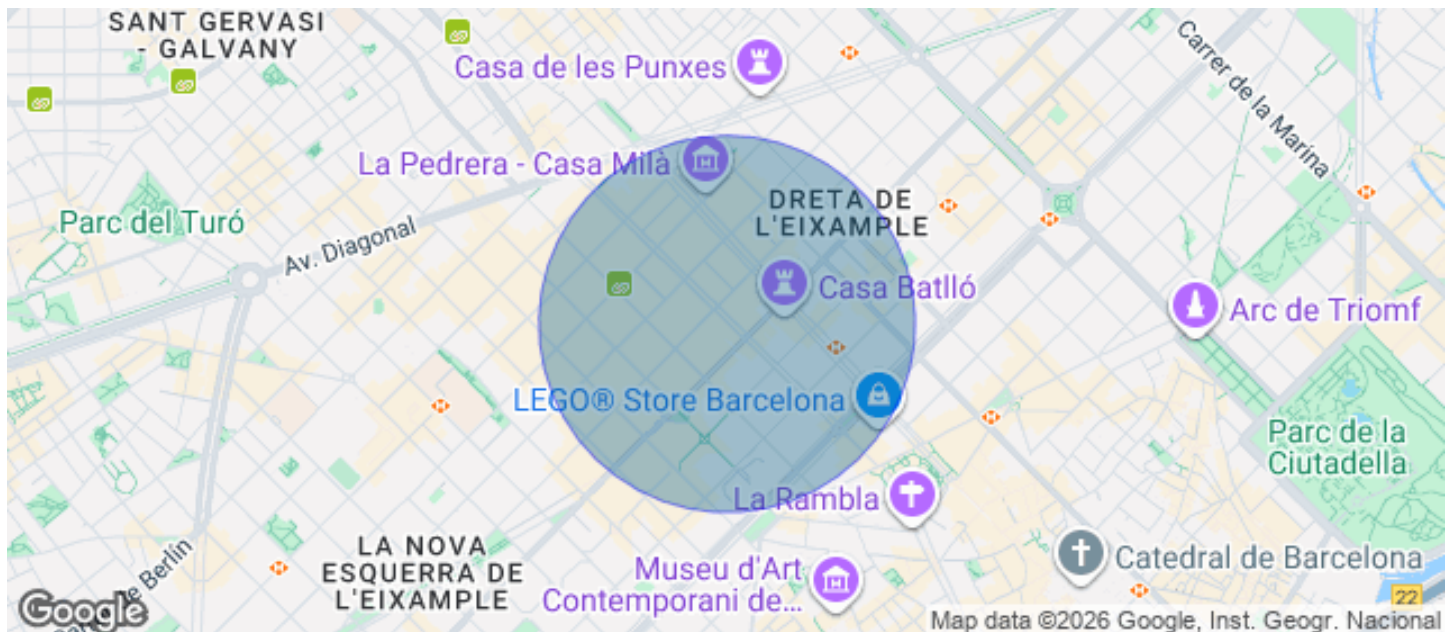 SANT GERVASI
- GALVANY
Casa de les Punxes
Carrer de la Marina
La Pedrera - Casa Milà
DRETA DE
L'EIXAMPLE
Parc del Turó
Av. Diagonal
Casa Batlló
Arc de Triomf
LEGO® Store Barcelona
Parc de la
Ciutadella
La Rambla
LA NOVA
ESQUERRA DE
L'EIXAMPLE
Museu d'Art
Contemporani de...
Catedral de Barcelona
de Berlín
22
Google
Map data ©2026 Google, Inst. Geogr. Nacional